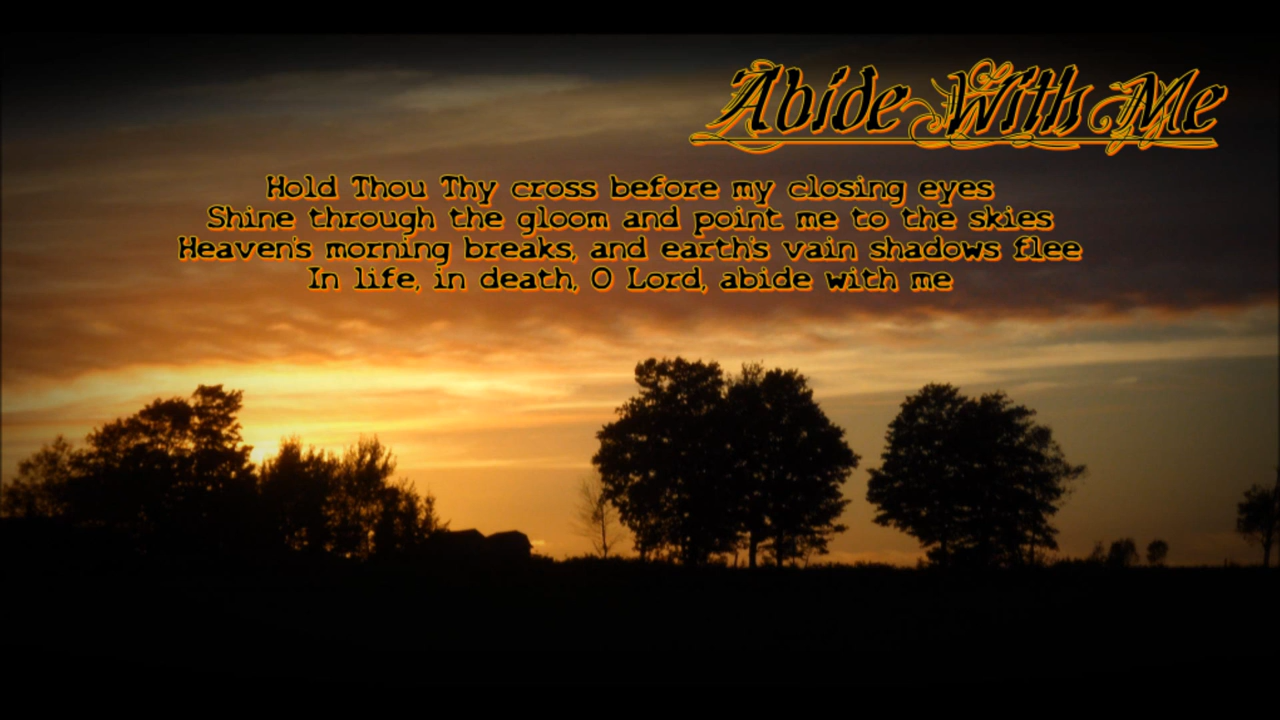 Abide With Me
Hold Thou Thy cross before my closing eyes
Shine through the gloom and point me to the skies
Heaven's morning breaks, and earth's vain shadows flee
In life, in death, O Lord, abide with me